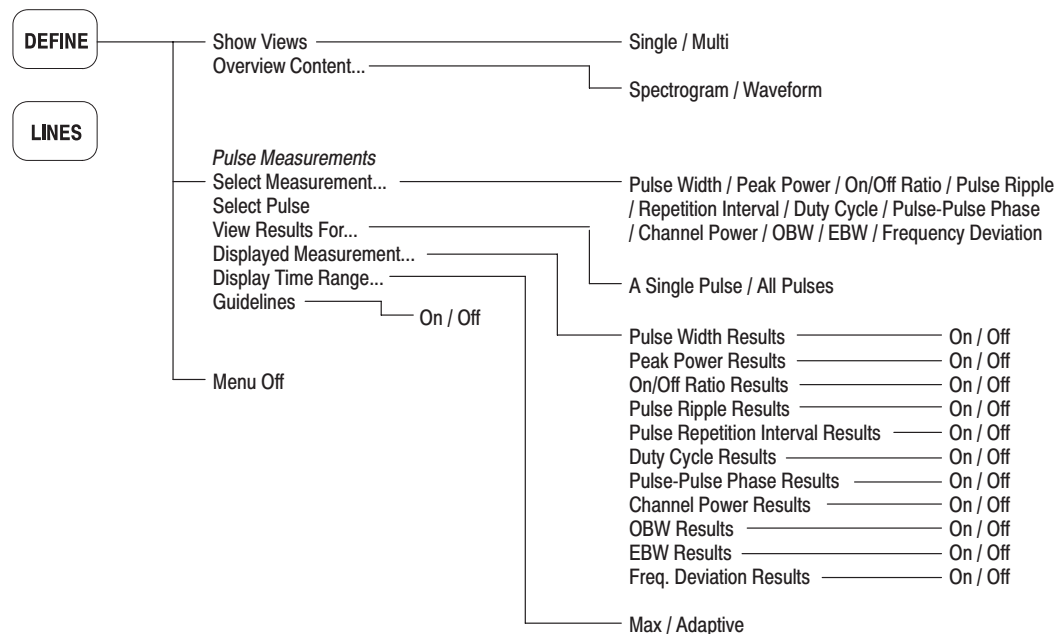 DEFINE
Show Views
Single / Multi
Overview Content...
Spectrogram / Waveform
LINES
Pulse Measurements
Select Measurement...
Pulse Width / Peak Power / On/Off Ratio / Pulse Ripple
/ Repetition Interval / Duty Cycle / Pulse-Pulse Phase
/ Channel Power / OBW / EBW / Frequency Deviation
Select Pulse
View Results For...
A Single Pulse / All Pulses
Displayed Measurement...
Display Time Range...
Guidelines
On / Off
Pulse Width Results On / Off
Peak Power Results On / Off
On/Off Ratio Results On / Off
Pulse Ripple Results On / Off
Pulse Repetition Interval Results On / Off
Duty Cycle Results On / Off
Pulse-Pulse Phase Results On / Off
Channel Power Results On / Off
OBW Results On / Off
EBW Results On / Off
Freq. Deviation Results On / Off
Max / Adaptive
Menu Off